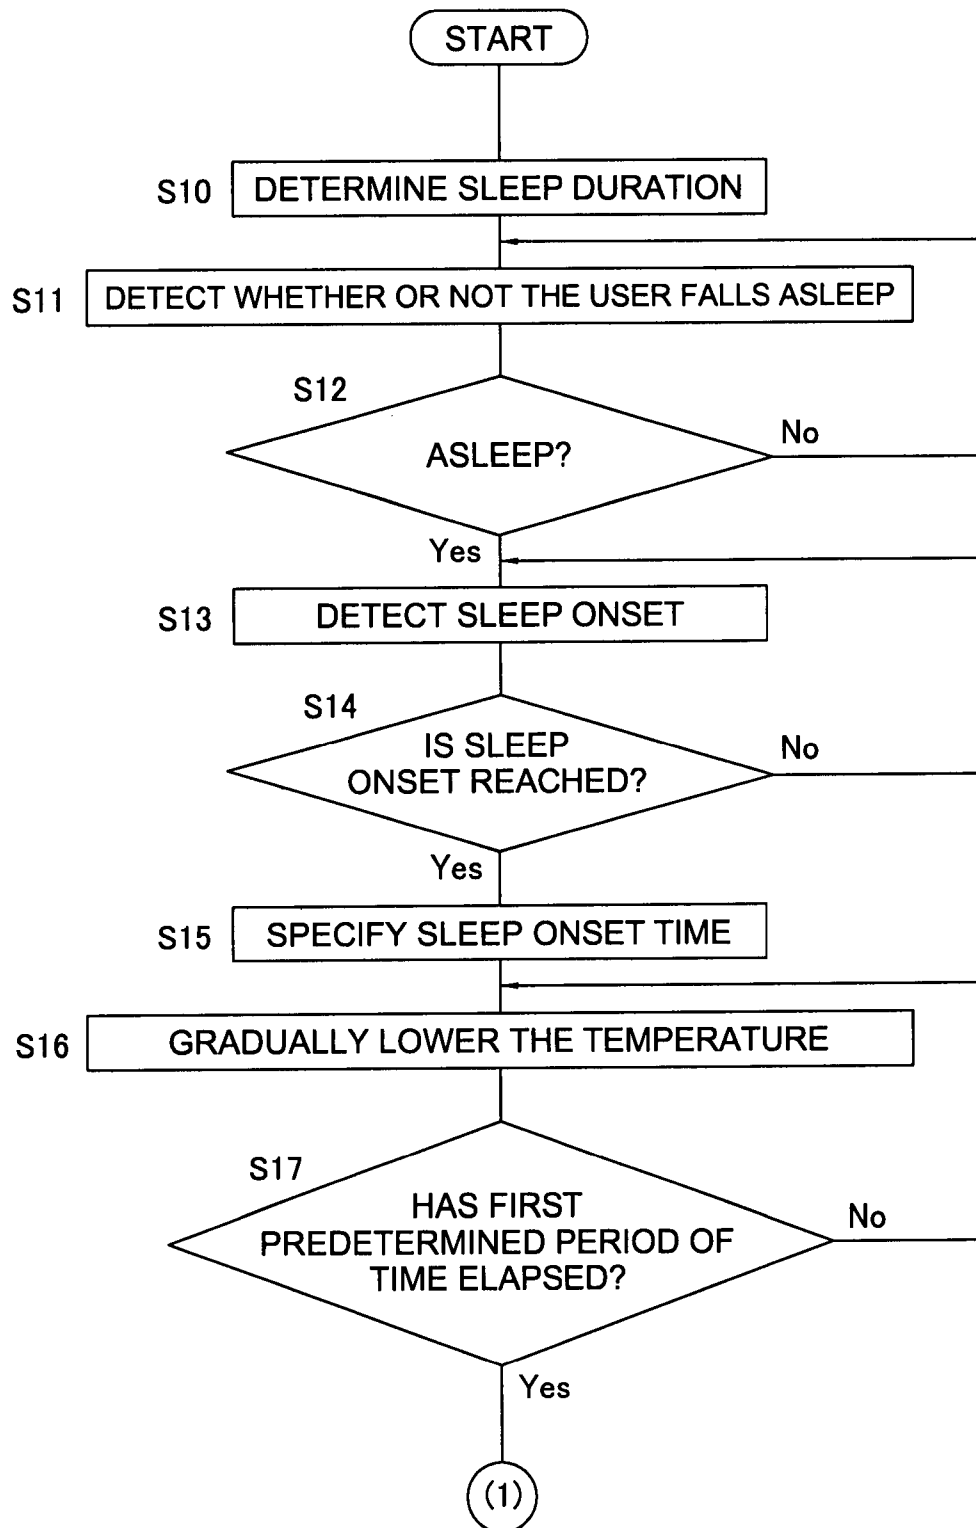 START
S10 DETERMINE SLEEP DURATION
S11 DETECT WHETHER OR NOT THE USER FALLS ASLEEP
S12
ASLEEP?
No
Yes
S13 DETECT SLEEP ONSET
S14
IS SLEEP
ONSET REACHED?
No
Yes
S15 SPECIFY SLEEP ONSET TIME
S16 GRADUALLY LOWER THE TEMPERATURE
S17
HAS FIRST
PREDETERMINED PERIOD OF
TIME ELAPSED?
No
Yes
(1)